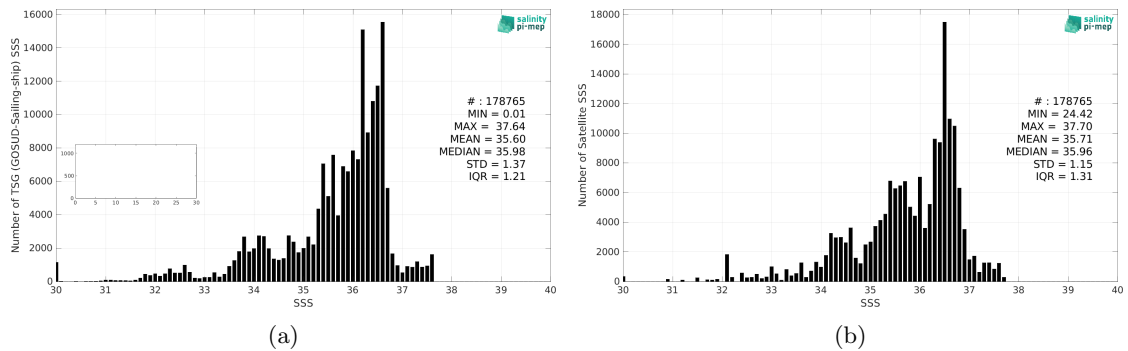 16000
14000
12000
10000
8000
6000
4000
2000
0
Number of TSG (GOSUD-Sailing-ship) SSS
salinity
pi-mep
# : 178765
MIN = 0.01
MAX = 37.64
MEAN = 35.60
MEDIAN = 35.98
STD = 1.37
IQR = 1.21
1000
500
0
0 5 10 15 20 25 30
30 31 32 33 34 35 36 37 38 39 40
SSS
(a)
18000
16000
14000
12000
10000
8000
6000
4000
2000
0
Number of Satellite SSS
salinity
pi-mep
# : 178765
MIN = 24.42
MAX = 37.70
MEAN = 35.71
MEDIAN = 35.96
STD = 1.15
IQR = 1.31
30 31 32 33 34 35 36 37 38 39 40
SSS
(b)